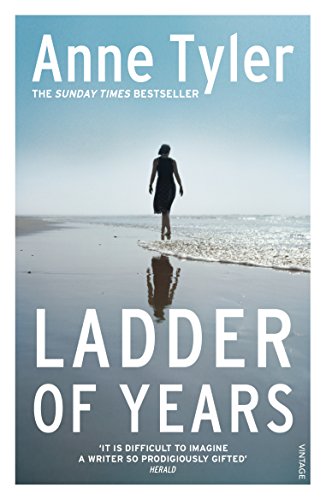 Anne Tyler
THE SUNDAY TIMES BESTSELLER
LADDER
OF YEARS
'IT IS DIFFICULT TO IMAGINE
A WRITER SO PRODIGIOUSLY GIFTED'
HERALD
VINTAGE